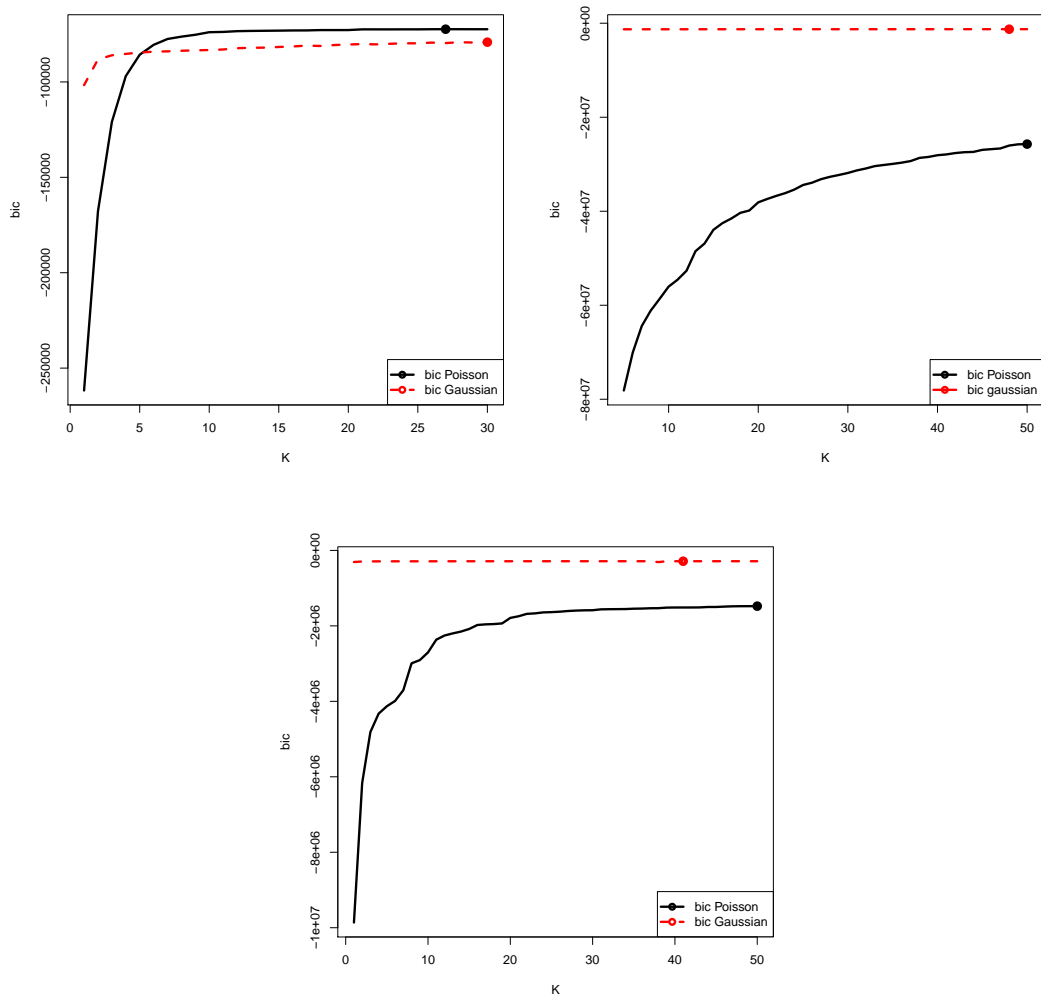 bic
-100000
-150000
-200000
-250000
0
5
10
15
20
25
30
K
bic Poisson
bic Gaussian
bic
0e+00
-2e+07
-4e+07
-6e+07
-8e+07
10
20
30
40
50
K
bic Poisson
bic gaussian
bic
0e+00
-2e+06
-4e+06
-6e+06
-8e+06
-1e+07
0
10
20
30
40
50
K
bic Poisson
bic Gaussian